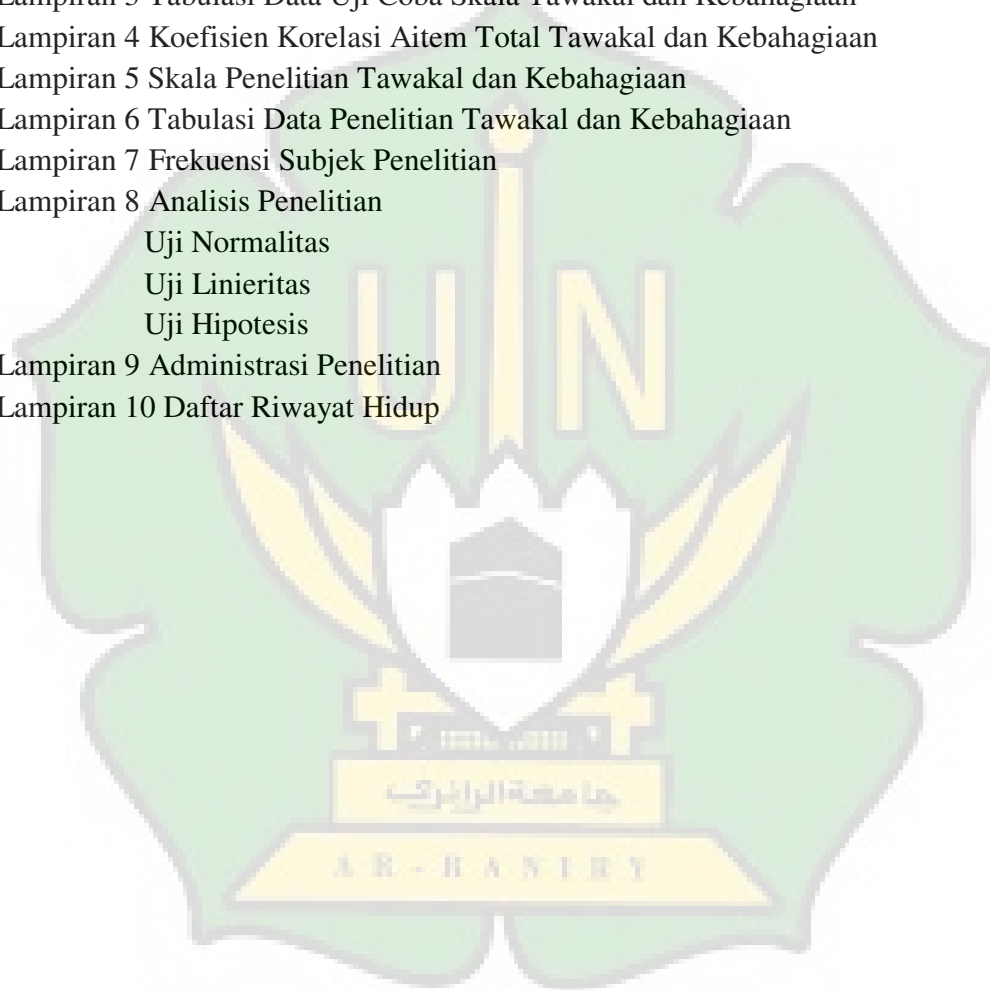 Lampiran 3 Tabulasi Data Uji Coba Skala Tawakal dan Kebahagiaan
Lampiran 4 Koefisien Korelasi Aitem Total Tawakal dan Kebahagiaan
Lampiran 5 Skala Penelitian Tawakal dan Kebahagiaan
Lampiran 6 Tabulasi Data Penelitian Tawakal dan Kebahagiaan
Lampiran 7 Frekuensi Subjek Penelitian
Lampiran 8 Analisis Penelitian
Uji Normalitas
Uji Linieritas
Uji Hipotesis
Lampiran 9 Administrasi Penelitian
Lampiran 10 Daftar Riwayat Hidup
UIN
جامعة الرانري
AR-RANIRY